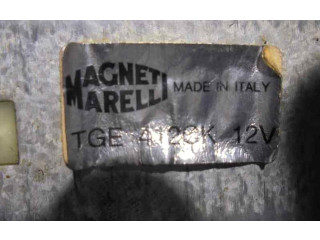 MAGNETI
MARELLI
MADE IN ITALY
TGE 412CK 12V